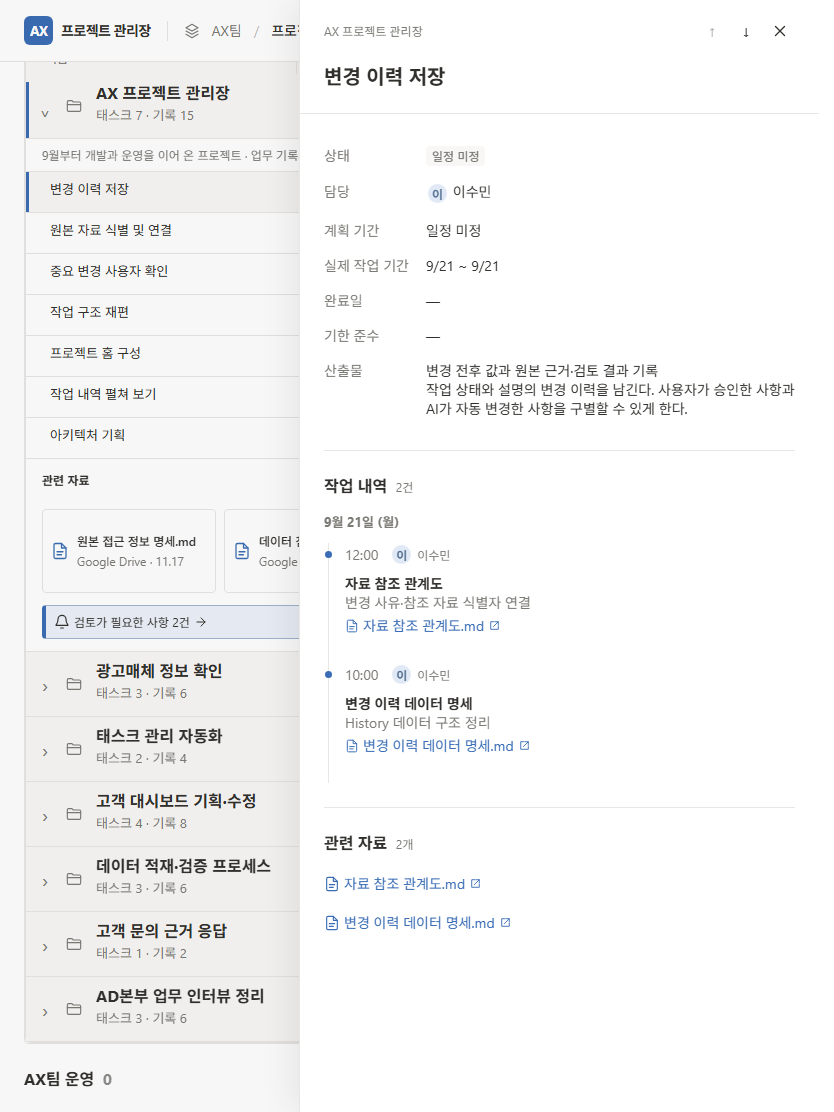 AX 프로젝트 관리장
AX팀 / 프로
AX 프로젝트 관리장
태스크 7 · 기록 15
9월부터 개발과 운영을 이어 온 프로젝트 · 업무 기록
변경 이력 저장
원본 자료 식별 및 연결
중요 변경 사용자 확인
작업 구조 재편
프로젝트 홈 구성
작업 내역 펼쳐 보기
아키텍처 기획
관련 자료
원본 접근 정보 명세.md
Google Drive · 11.17
데이터
Google
검토가 필요한 사항 2건 →
광고매체 정보 확인
태스크 3 · 기록 6
태스크 관리 자동화
태스크 2 · 기록 4
고객 대시보드 기획·수정
태스크 4 · 기록 8
데이터 적재·검증 프로세스
태스크 3 · 기록 6
고객 문의 근거 응답
태스크 1 · 기록 2
AD본부 업무 인터뷰 정리
태스크 3 · 기록 6
AX팀 운영 0
AX 프로젝트 관리장
↑ ↓
변경 이력 저장
상태 일정 미정
담당 이 이수민
계획 기간 일정 미정
실제 작업 기간 9/21 ~ 9/21
완료일 —
기한 준수 —
산출물 변경 전후 값과 원본 근거·검토 결과 기록
작업 상태와 설명의 변경 이력을 남긴다. 사용자가 승인한 사항과
AI가 자동 변경한 사항을 구별할 수 있게 한다.
작업 내역 2건
9월 21일 (월)
12:00 이 이수민
자료 참조 관계도
변경 사유·참조 자료 식별자 연결
자료 참조 관계도.md
10:00 이 이수민
변경 이력 데이터 명세
History 데이터 구조 정리
변경 이력 데이터 명세.md
관련 자료 2개
자료 참조 관계도.md
변경 이력 데이터 명세.md